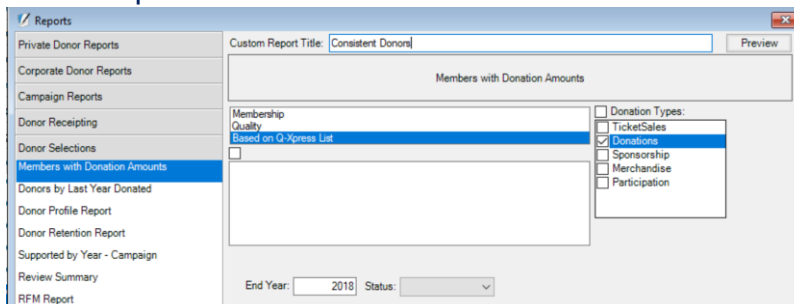 Reports
Private Donor Reports
Corporate Donor Reports
Campaign Reports
Donor Receipting
Donor Selections
Members with Donation Amounts
Donors by Last Year Donated
Donor Profile Report
Donor Retention Report
Supported by Year - Campaign
Review Summary
RFM Report
Custom Report Title: Consistent Donors
Preview
Members with Donation Amounts
Membership
Quality
Based on Q-Xpress List
Donation Types:
TicketSales
Donations
Sponsorship
Merchandise
Participation
End Year: 2018 Status: